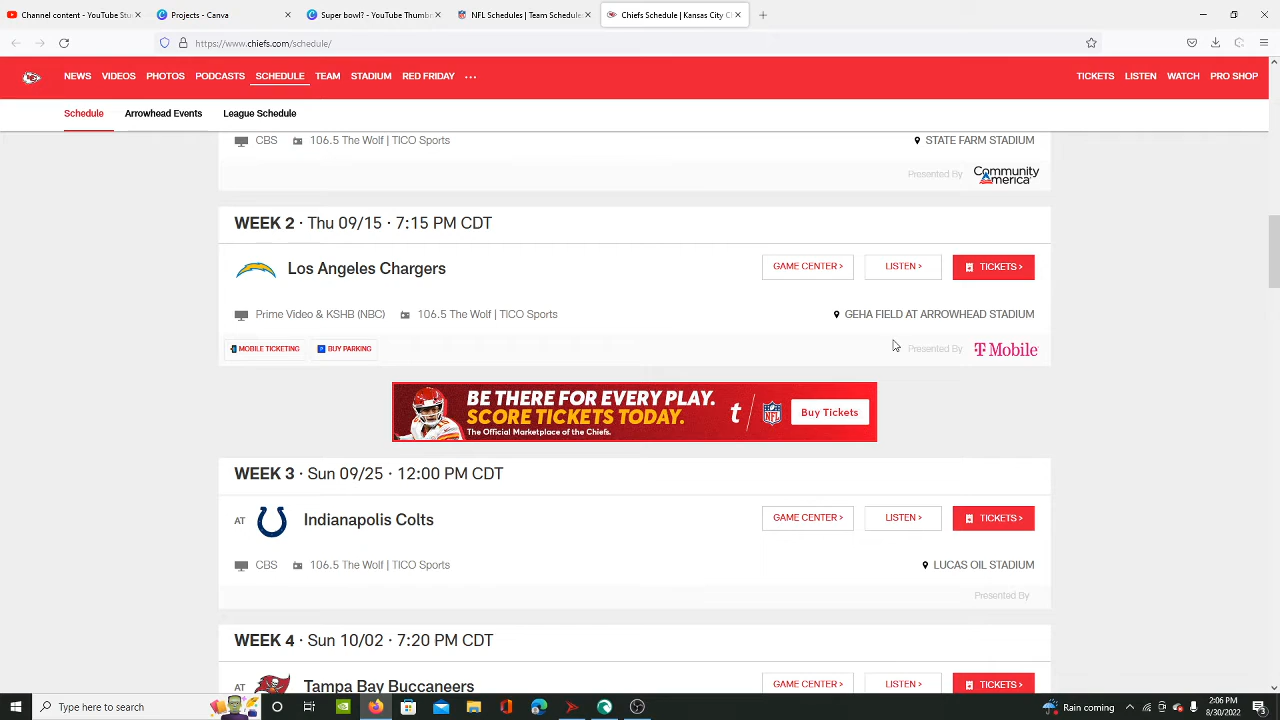 Channel content - YouTube
Super
NFL Tickets | Team Schedules
Chiefs Schedule | Kansas City C
https://www.chiefs.com/schedule/
NEWS VIDEOS PHOTOS PODCASTS SCHEDULE TEAM STADIUM RED FRIDAY ... TICKETS LISTEN WATCH PRO SHOP
Schedule Arrowhead Events League Schedule
CBS 106.5 The Wolf | TICO Sports STATE FARM STADIUM
Presented By Community America
WEEK 2 · Thu 09/15 · 7:15 PM CDT
Los Angeles Chargers GAME CENTER > LISTEN > TICKETS >
Prime Video & KSHB (NBC) 106.5 The Wolf | TICO Sports GEHA FIELD AT ARROWHEAD STADIUM
MOBILE TICKETING BUY PARKING Presented By T Mobile
BE THERE FOR EVERY PLAY.
SCORE TICKETS TODAY.
The Official Marketplace of the Chiefs.
t NFL Buy Tickets
WEEK 3 · Sun 09/25 · 12:00 PM CDT
AT Indianapolis Colts GAME CENTER > LISTEN > TICKETS >
CBS 106.5 The Wolf | TICO Sports LUCAS OIL STADIUM
Presented By
WEEK 4 · Sun 10/02 · 7:20 PM CDT
AT Tampa Bay Buccaneers GAME CENTER > LISTEN > TICKETS >
Type here to search
Rain coming
2:06 PM
8/30/2022